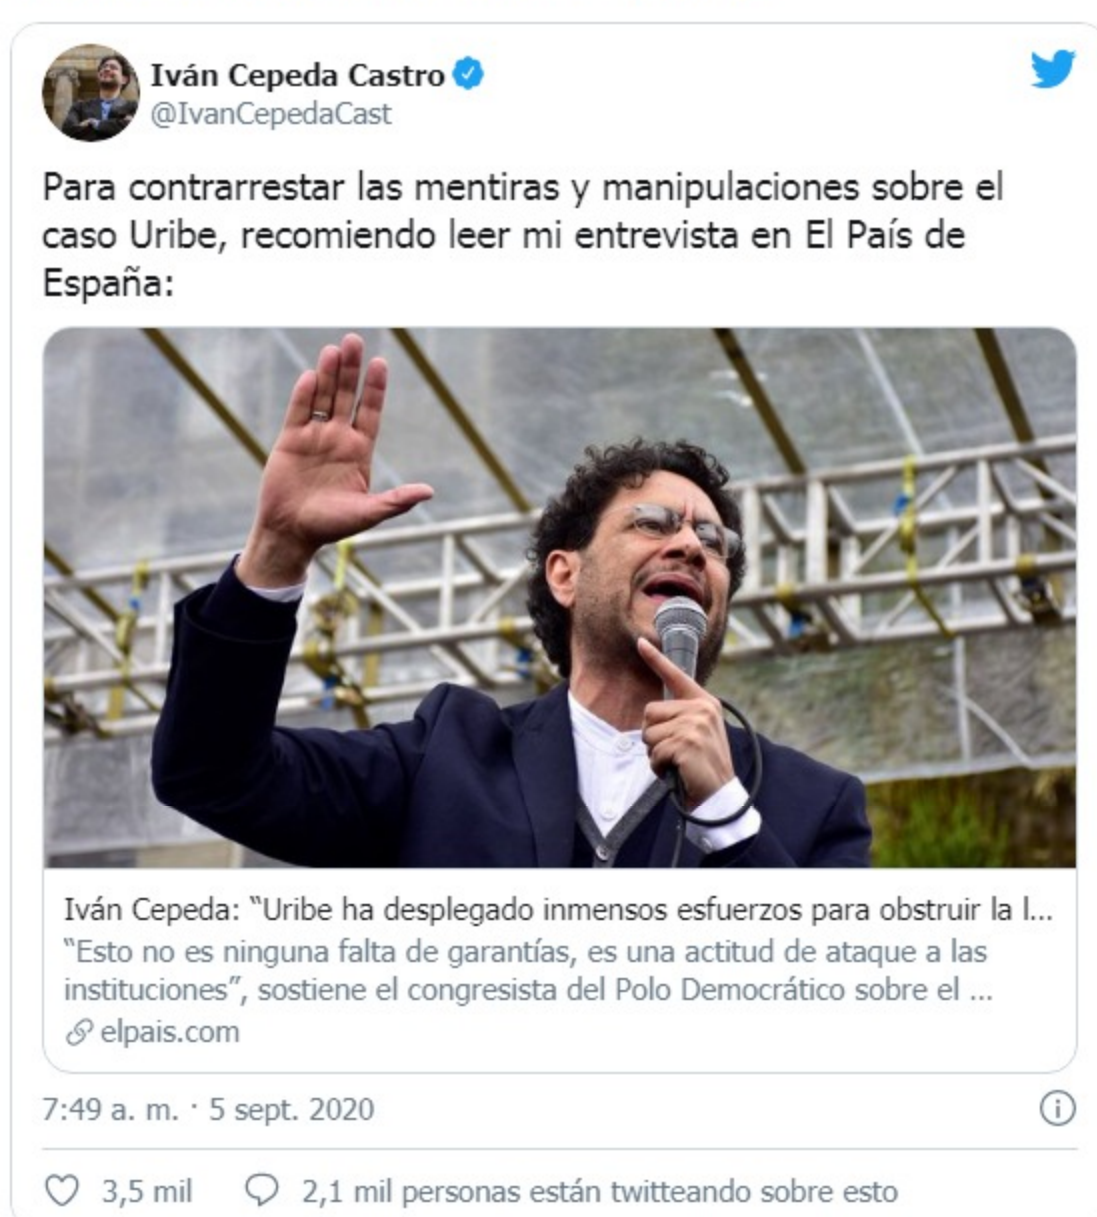 Iván Cepeda Castro
@IvanCepedaCast
Para contrarrestar las mentiras y manipulaciones sobre el
caso Uribe, recomiendo leer mi entrevista en El País de
España:
Iván Cepeda: “Uribe ha desplegado inmensos esfuerzos para obstruir la l...
“Esto no es ninguna falta de garantías, es una actitud de ataque a las
instituciones”, sostiene el congresista del Polo Democrático sobre el ...
elpais.com
7:49 a. m. · 5 sept. 2020
3,5 mil 2,1 mil personas están twitteando sobre esto